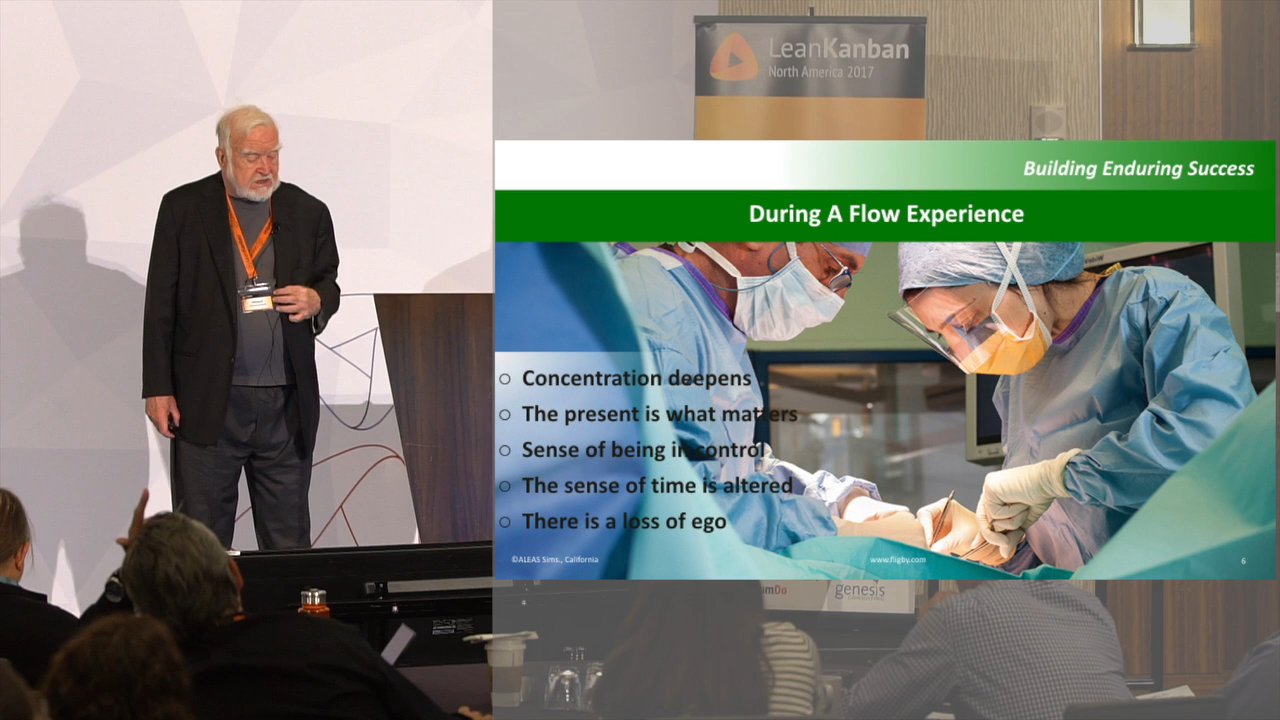 LeanKanban
North America 2017
Building Enduring Success
During A Flow Experience
○ Concentration deepens
○ The present is what matters
○ Sense of being in control
○ The sense of time is altered
○ There is a loss of ego
©ALEAS Sims., California
www.fligby.com
6
genesis